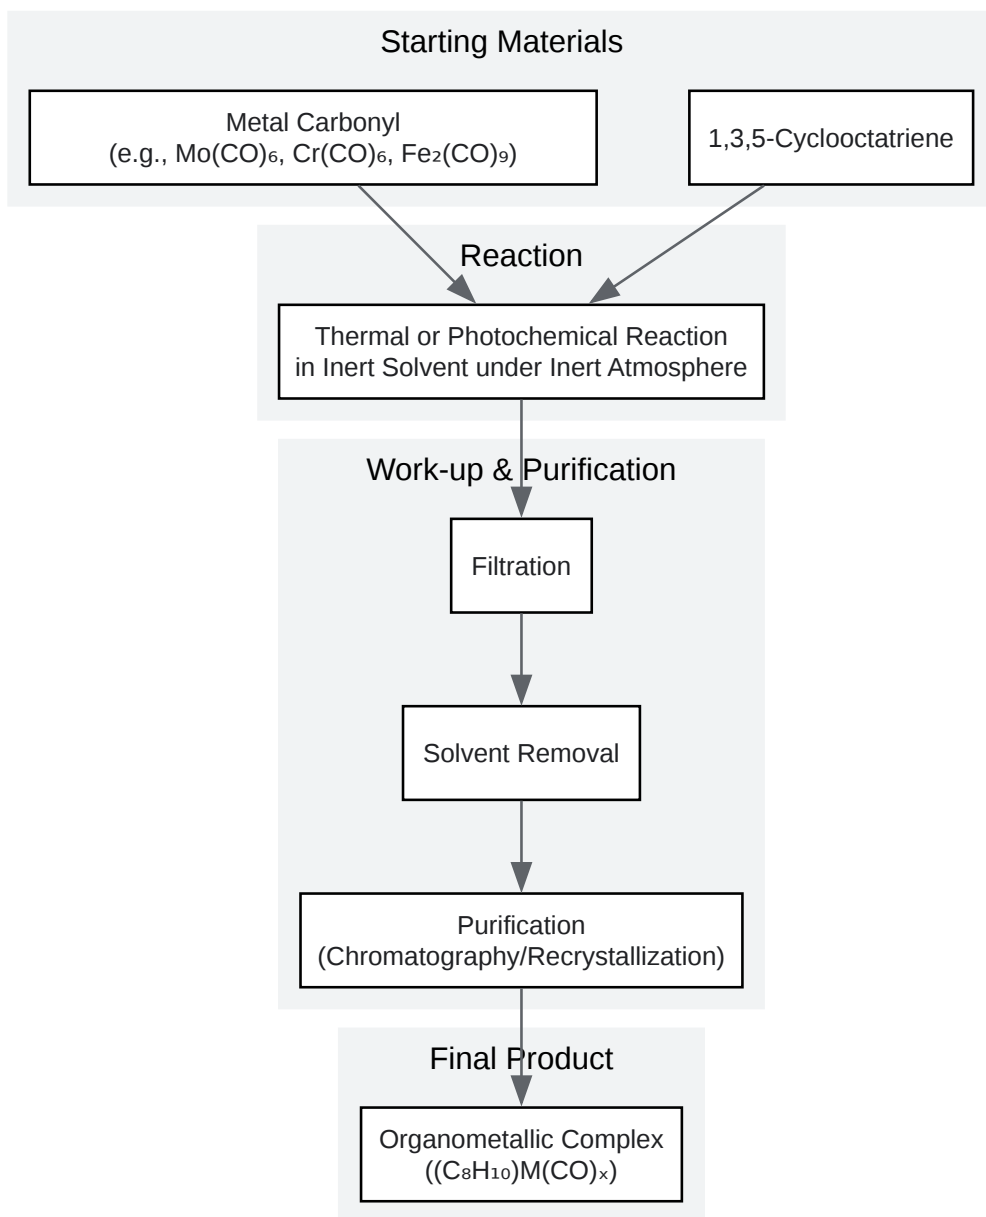 Starting Materials
Metal Carbonyl
(e.g., Mo(CO)₆, Cr(CO)₆, Fe₂(CO)₉)
1,3,5-Cyclooctatriene
Reaction
Thermal or Photochemical Reaction
in Inert Solvent under Inert Atmosphere
Work-up & Purification
Filtration
Solvent Removal
Purification
(Chromatography/Recrystallization)
Final Product
Organometallic Complex
((C₈H₁₀)M(CO)ₓ)